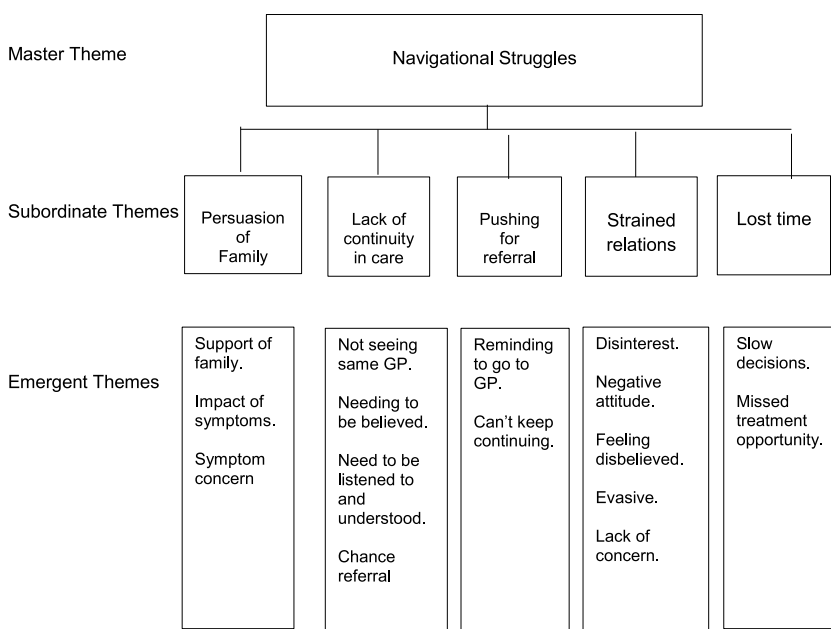 Master Theme
Navigational Struggles
Subordinate Themes
Persuasion
of
Family
Lack of
continuity
in care
Pushing
for
referral
Strained
relations
Lost time
Emergent Themes
Support of
family.
Impact of
symptoms.
Symptom
concern
Not seeing
same GP.
Needing to
be believed.
Need to be
listened to
and
understood.
Chance
referral
Reminding
to go to
GP.
Can't keep
continuing.
Disinterest.
Negative
attitude.
Feeling
disbelieved.
Evasive.
Lack of
concern.
Slow
decisions.
Missed
treatment
opportunity.